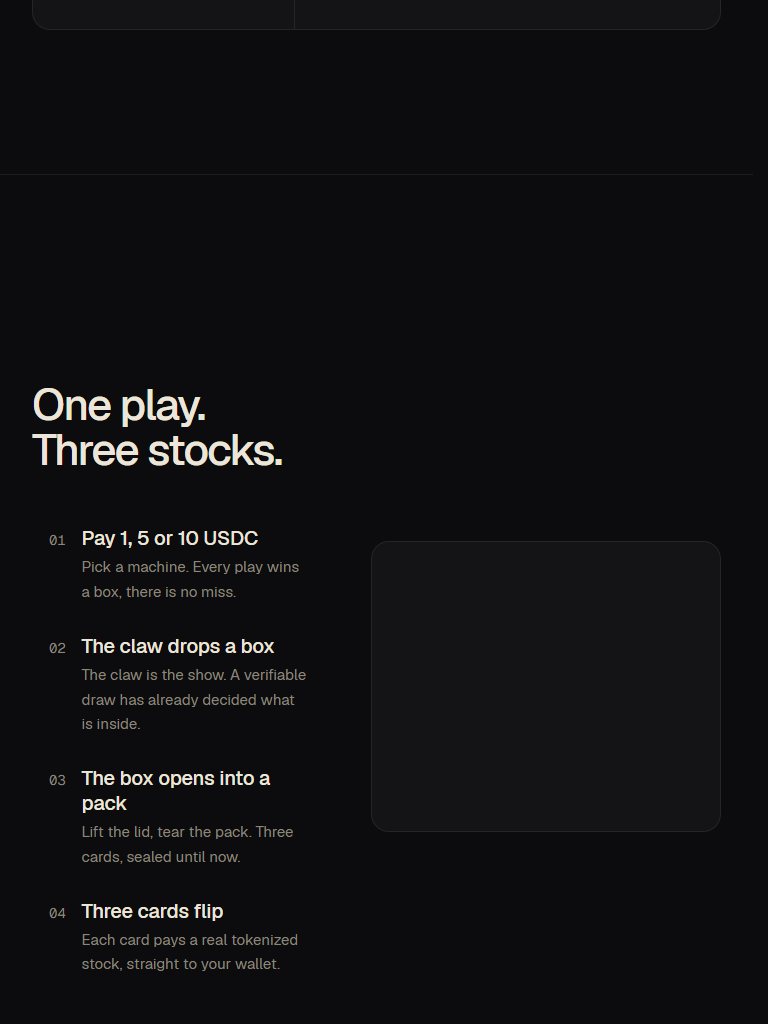 One play.
Three stocks.
01 Pay 1, 5 or 10 USDC
Pick a machine. Every play wins
a box, there is no miss.
02 The claw drops a box
The claw is the show. A verifiable
draw has already decided what
is inside.
03 The box opens into a
pack
Lift the lid, tear the pack. Three
cards, sealed until now.
04 Three cards flip
Each card pays a real tokenized
stock, straight to your wallet.